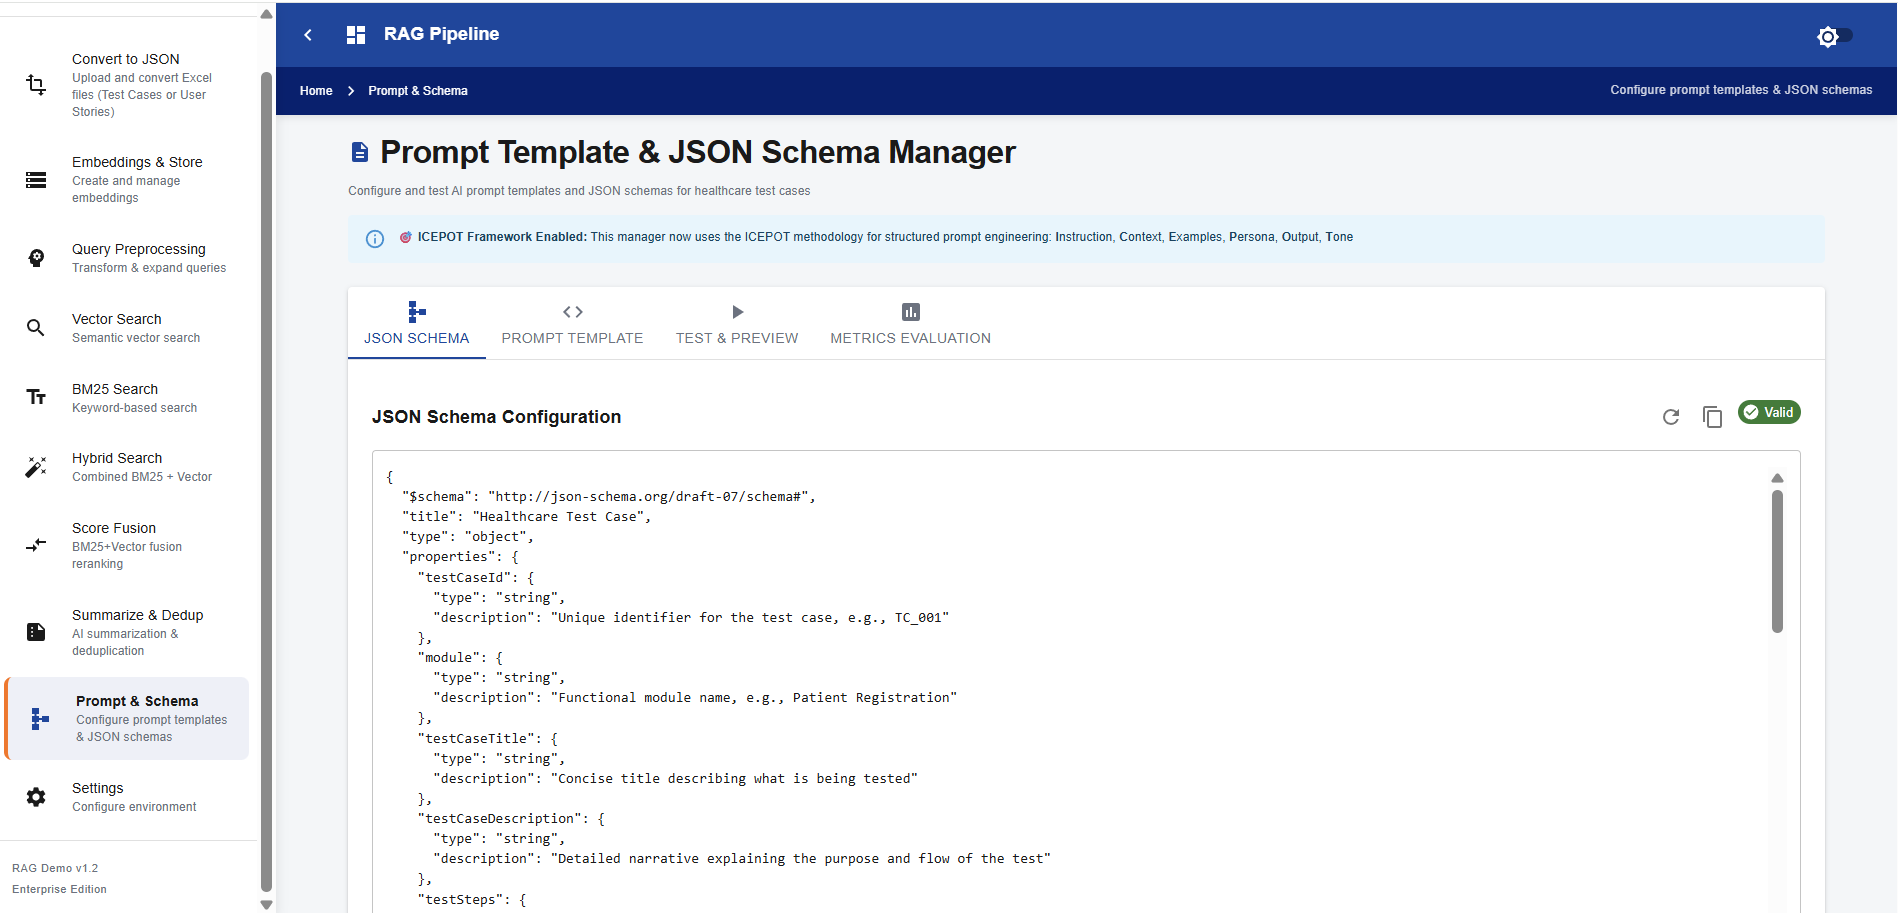 Convert to JSON
Upload and convert Excel
files (Test Cases or User
Stories)
Embeddings & Store
Create and manage
embeddings
Query Preprocessing
Transform & expand queries
Vector Search
Semantic vector search
BM25 Search
Keyword-based search
Hybrid Search
Combined BM25 + Vector
Score Fusion
BM25+Vector fusion
reranking
Summarize & Dedup
AI summarization &
deduplication
Prompt & Schema
Configure prompt templates
& JSON schemas
Settings
Configure environment
RAG Demo v1.2
Enterprise Edition
RAG Pipeline
Home > Prompt & Schema
Configure prompt templates & JSON schemas
Prompt Template & JSON Schema Manager
Configure and test AI prompt templates and JSON schemas for healthcare test cases
ICEPOT Framework Enabled: This manager now uses the ICEPOT methodology for structured prompt engineering: Instruction, Context, Examples, Persona, Output, Tone
JSON SCHEMA
PROMPT TEMPLATE
TEST & PREVIEW
METRICS EVALUATION
JSON Schema Configuration
Valid
{
"$schema": "http://json-schema.org/draft-07/schema#",
"title": "Healthcare Test Case",
"type": "object",
"properties": {
"testCaseId": {
"type": "string",
"description": "Unique identifier for the test case, e.g., TC_001"
},
"module": {
"type": "string",
"description": "Functional module name, e.g., Patient Registration"
},
"testCaseTitle": {
"type": "string",
"description": "Concise title describing what is being tested"
},
"testCaseDescription": {
"type": "string",
"description": "Detailed narrative explaining the purpose and flow of the test"
},
"testSteps": {